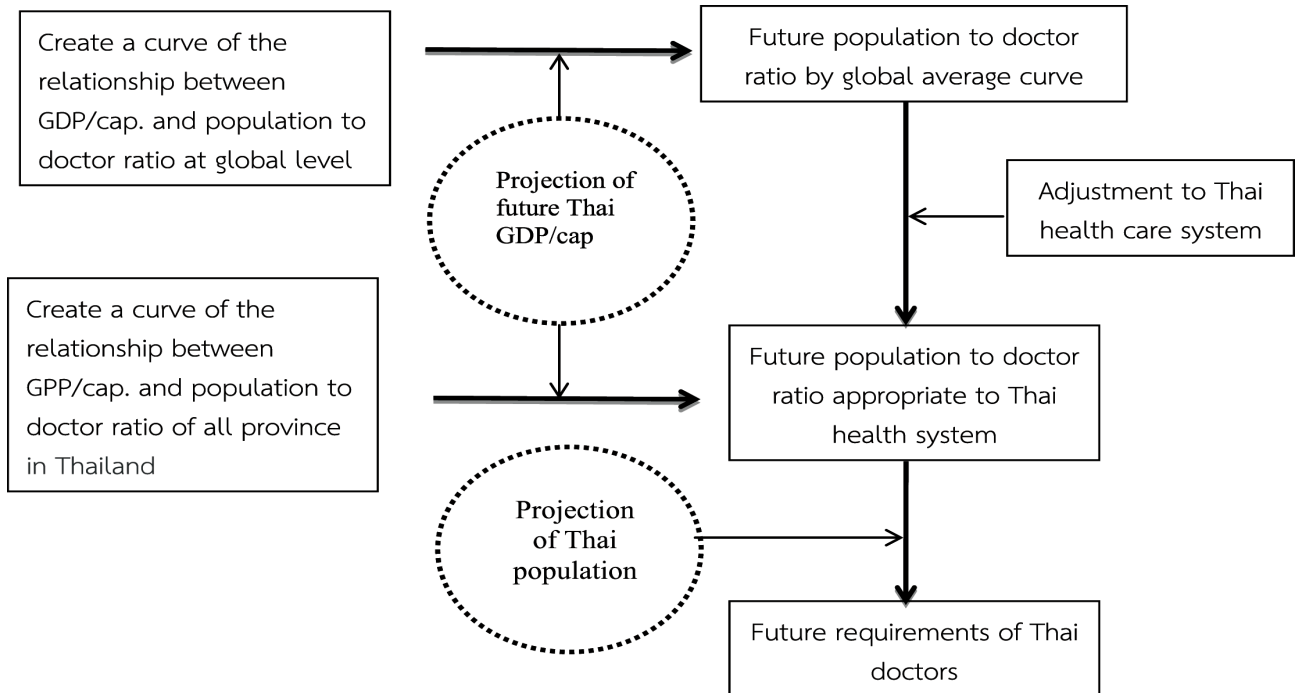 Create a curve of the
relationship between
GDP/cap. and population to
doctor ratio at global level
Future population to doctor
ratio by global average curve
Projection of
future Thai
GDP/cap
Adjustment to Thai
health care system
Create a curve of the
relationship between
GPP/cap. and population to
doctor ratio of all province
in Thailand
Future population to doctor
ratio appropriate to Thai
health system
Projection
of Thai
population
Future requirements of Thai
doctors